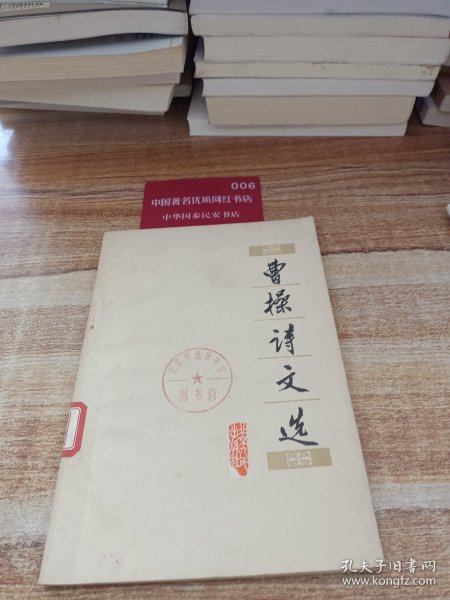 006
中国著名优质网红书店
中华国泰民安书店
曹操诗文选
图书馆
孔夫子旧书网
www.kongfz.com